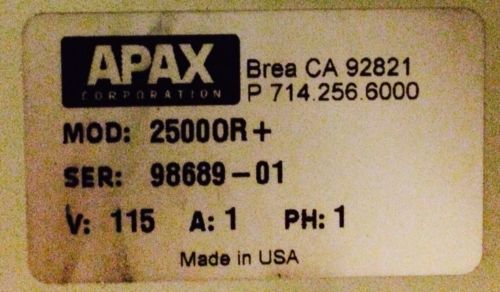 APAX
CORPORATION
Brea CA 92821
P 714.256.6000
MOD: 25000R+
SER: 98689-01
V: 115 A: 1 PH: 1
Made in USA